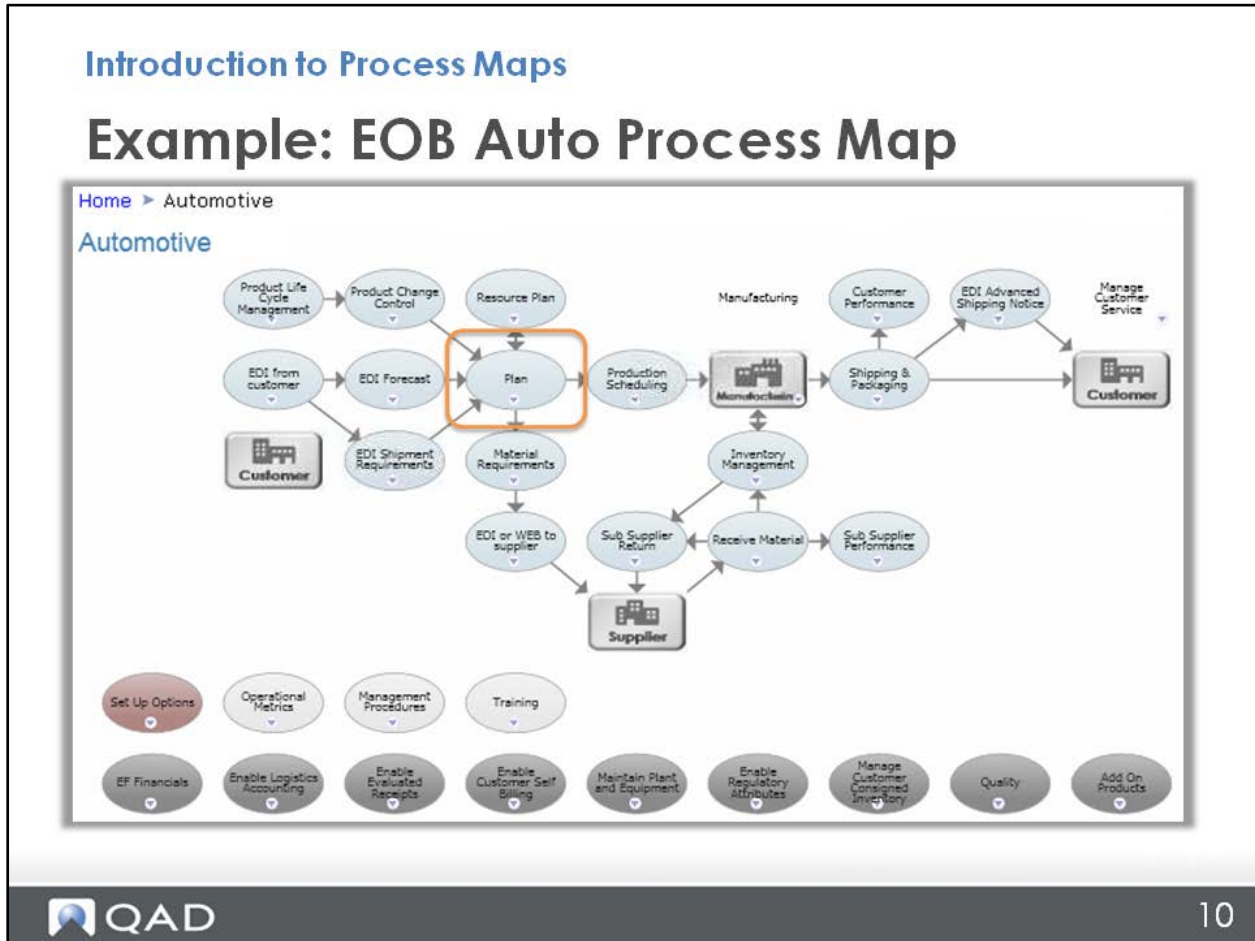 Introduction to Process Maps
Example: EOB Auto Process Map
Home ➤ Automotive
Automotive
Product Life
Cycle
Management
Product Change
Control
Resource Plan
Manufacturing
Customer
Performance
EDI Advanced
Shipping Notice
Manage
Customer
Service
EDI from
customer
EDI Forecast
Plan
Production
Scheduling
Shipping &
Packaging
Customer
Customer
EDI Shipment
Requirements
Material
Requirements
Inventory
Management
EDI or WEB to
supplier
Sub Supplier
Return
Receive Material
Sub Supplier
Performance
Supplier
Set Up Options
Operational
Metrics
Management
Procedures
Training
EF Financials
Enable Logistics
Accounting
Enable
Evaluated
Receipts
Enable
Customer Self
Billing
Maintain Plant
and Equipment
Enable
Regulatory
Attributes
Manage
Customer
Consigned
Inventory
Quality
Add On
Products
QAD
10